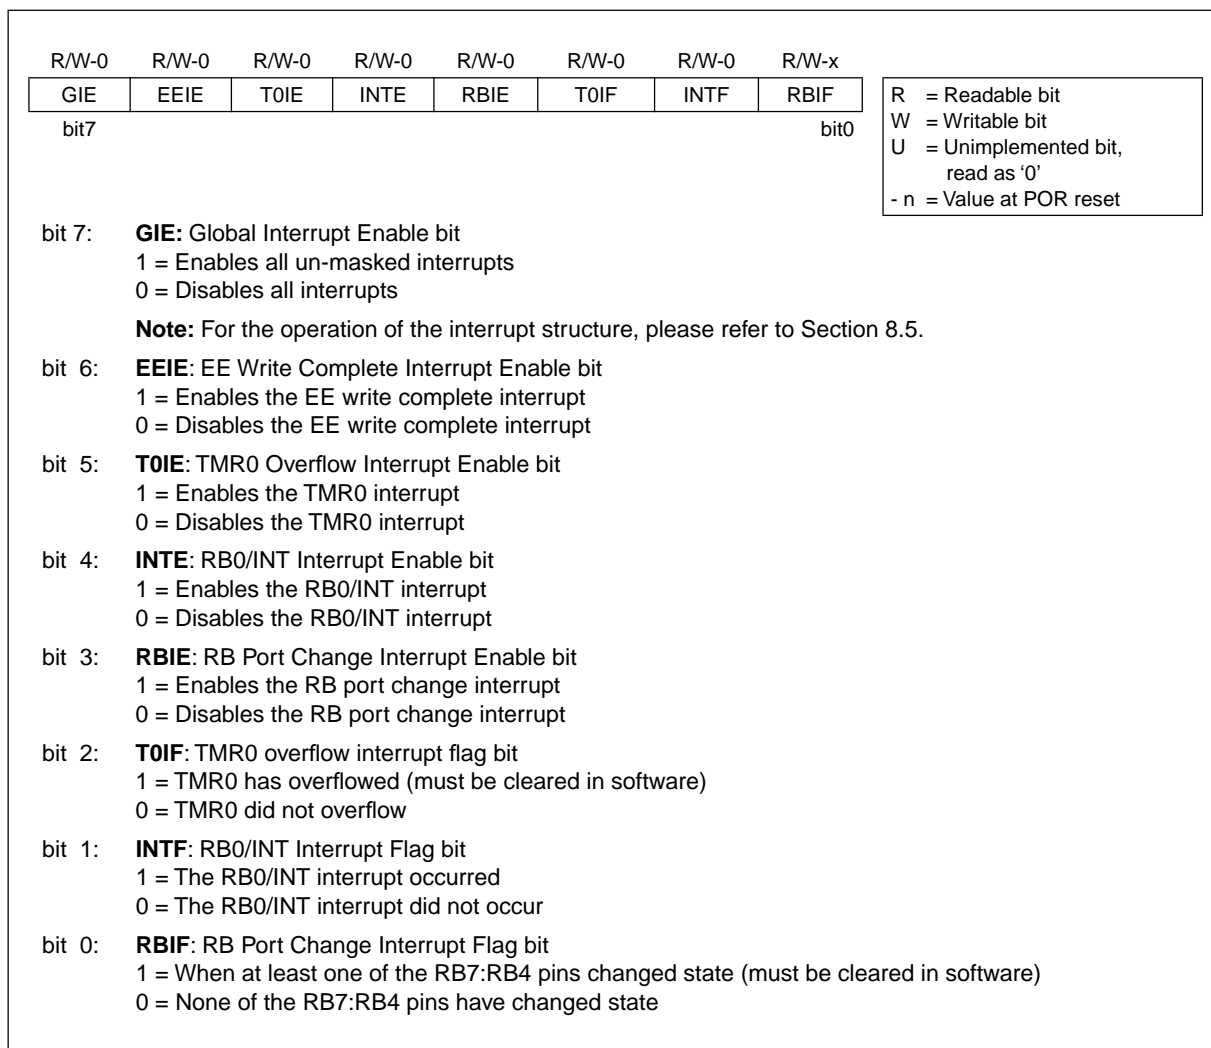 R/W-0 R/W-0 R/W-0 R/W-0 R/W-0 R/W-0 R/W-0 R/W-x
GIE EEIE T0IE INTE RBIE T0IF INTF RBIF
bit7 bit0
R = Readable bit
W = Writable bit
U = Unimplemented bit,
read as ‘0’
- n = Value at POR reset
bit 7: GIE: Global Interrupt Enable bit
1 = Enables all un-masked interrupts
0 = Disables all interrupts
Note: For the operation of the interrupt structure, please refer to Section 8.5.
bit 6: EEIE: EE Write Complete Interrupt Enable bit
1 = Enables the EE write complete interrupt
0 = Disables the EE write complete interrupt
bit 5: T0IE: TMR0 Overflow Interrupt Enable bit
1 = Enables the TMR0 interrupt
0 = Disables the TMR0 interrupt
bit 4: INTE: RB0/INT Interrupt Enable bit
1 = Enables the RB0/INT interrupt
0 = Disables the RB0/INT interrupt
bit 3: RBIE: RB Port Change Interrupt Enable bit
1 = Enables the RB port change interrupt
0 = Disables the RB port change interrupt
bit 2: T0IF: TMR0 overflow interrupt flag bit
1 = TMR0 has overflowed (must be cleared in software)
0 = TMR0 did not overflow
bit 1: INTF: RB0/INT Interrupt Flag bit
1 = The RB0/INT interrupt occurred
0 = The RB0/INT interrupt did not occur
bit 0: RBIF: RB Port Change Interrupt Flag bit
1 = When at least one of the RB7:RB4 pins changed state (must be cleared in software)
0 = None of the RB7:RB4 pins have changed state